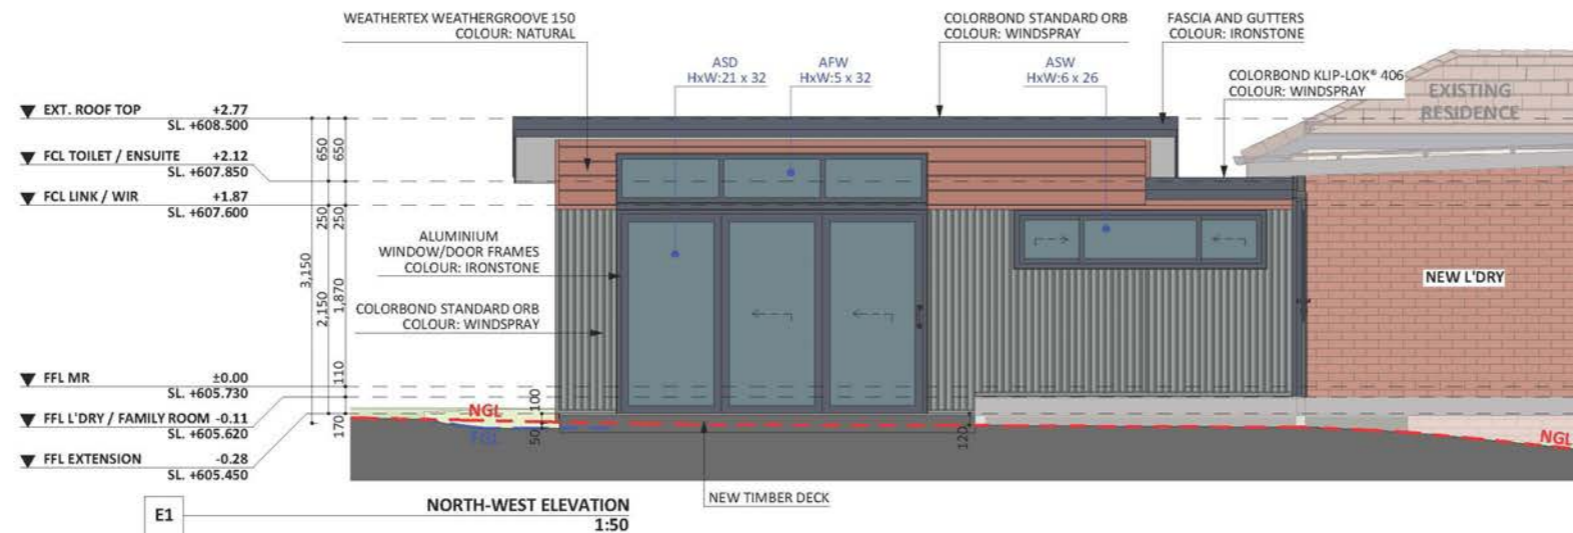 WEATHERTEX WEATHERGROOVE 150
COLOUR: NATURAL
COLORBOND STANDARD ORB
COLOUR: WINDSPRAY
FASCIA AND GUTTERS
COLOUR: IRONSTONE
ASD
HxW:21 x 32
AFW
HxW:5 x 32
ASW
HxW:6 x 26
COLORBOND KLIP-LOK® 406
COLOUR: WINDSPRAY
EXISTING
RESIDENCE
EXT. ROOF TOP +2.77
SL. +608.500
FCL TOILET / ENSUITE +2.12
SL. +607.850
FCL LINK / WIR +1.87
SL. +607.600
650 650
250 250
3,150
2,150 1,870
110
170
ALUMINIUM
WINDOW/DOOR FRAMES
COLOUR: IRONSTONE
COLORBOND STANDARD ORB
COLOUR: WINDSPRAY
NEW L'DRY
FFL MR ±0.00
SL. +605.730
FFL L'DRY / FAMILY ROOM -0.11
SL. +605.620
FFL EXTENSION -0.28
SL. +605.450
NGL
FGL
100
50
120
NGL
NEW TIMBER DECK
E1
NORTH-WEST ELEVATION
1:50